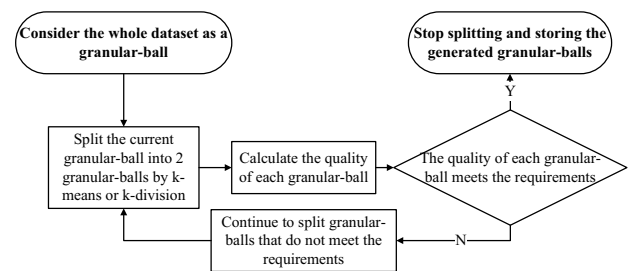 Consider the whole dataset as a
granular-ball
Stop splitting and storing the
generated granular-balls
Y
Split the current
granular-ball into 2
granular-balls by k-
means or k-division
Calculate the quality
of each granular-ball
The quality of each granular-
ball meets the requirements
N
Continue to split granular-
balls that do not meet the
requirements